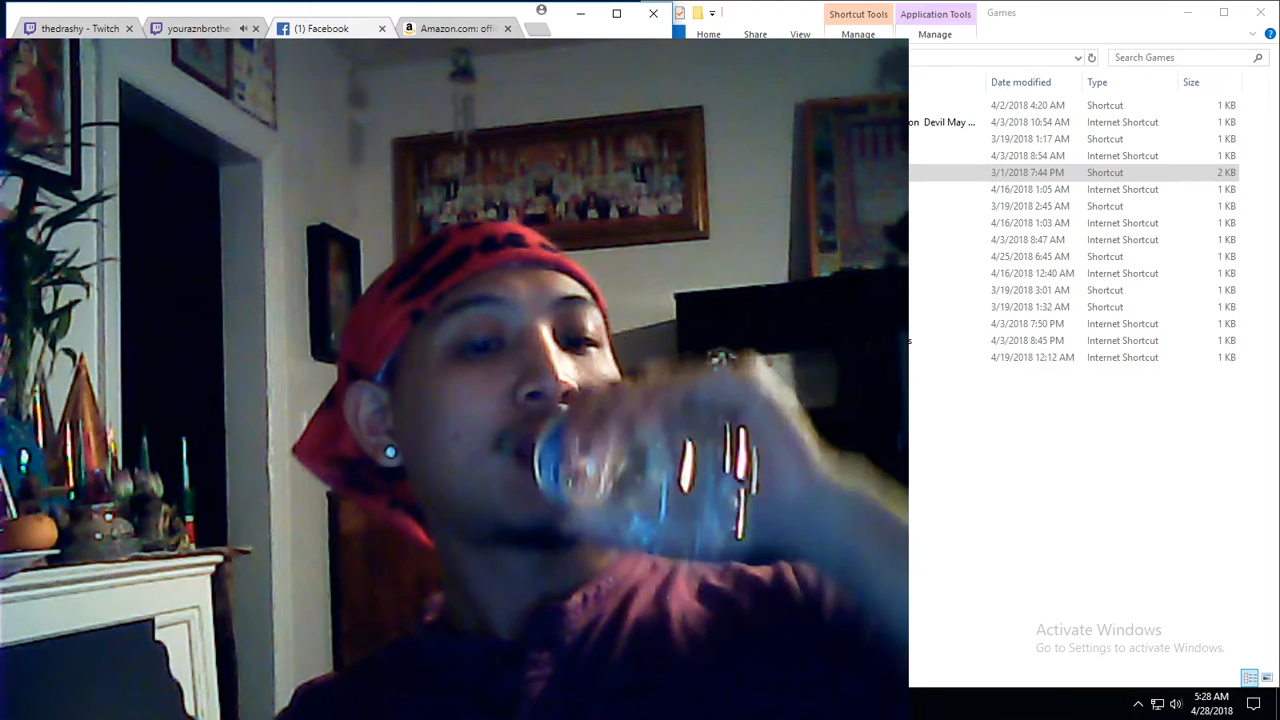 thedrashy - Twitch
youraznbrothe
(1) Facebook
Amazon.com: offi
Shortcut Tools
Application Tools
Games
Home
Share
View
Manage
Manage
Search Games
Date modified
Type
Size
4/2/2018 4:20 AM Shortcut 1 KB
on Devil May ... 4/3/2018 10:54 AM Internet Shortcut 1 KB
3/19/2018 1:17 AM Shortcut 1 KB
4/3/2018 8:54 AM Internet Shortcut 1 KB
3/1/2018 7:44 PM Shortcut 2 KB
4/16/2018 1:05 AM Internet Shortcut 1 KB
3/19/2018 2:45 AM Shortcut 1 KB
4/16/2018 1:03 AM Internet Shortcut 1 KB
4/3/2018 8:47 AM Internet Shortcut 1 KB
4/25/2018 6:45 AM Shortcut 1 KB
4/16/2018 12:40 AM Internet Shortcut 1 KB
3/19/2018 3:01 AM Shortcut 1 KB
3/19/2018 1:32 AM Shortcut 1 KB
4/3/2018 7:50 PM Internet Shortcut 1 KB
s 4/3/2018 8:45 PM Internet Shortcut 1 KB
4/19/2018 12:12 AM Internet Shortcut 1 KB
Activate Windows
Go to Settings to activate Windows.
5:28 AM
4/28/2018